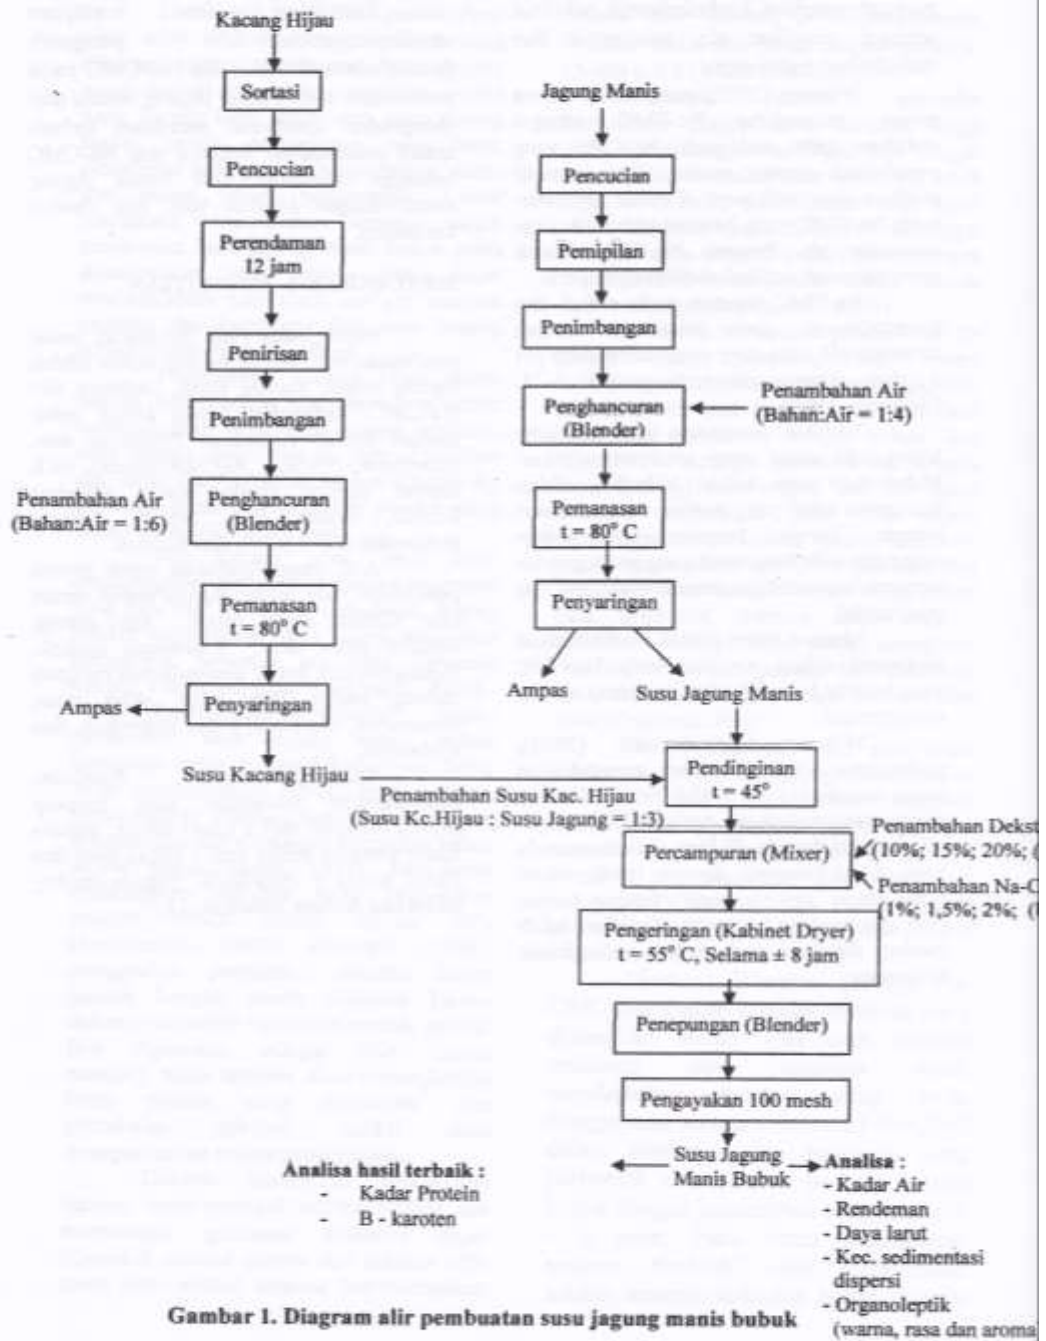 Kacang Hijau
Sortasi
Pencucian
Perendaman
12 jam
Penirisan
Penimbangan
Penambahan Air
(Bahan:Air = 1:6)
Penghancuran
(Blender)
Pemanasan
t = 80° C
Ampas
Penyaringan
Susu Kacang Hijau
Jagung Manis
Pencucian
Pemipilan
Penimbangan
Penghancuran
(Blender)
Penambahan Air
(Bahan:Air = 1:4)
Pemanasan
t = 80° C
Penyaringan
Ampas
Susu Jagung Manis
Penambahan Susu Kac. Hijau
(Susu Kc.Hijau : Susu Jagung = 1:3)
Pendinginan
t = 45°
Percampuran (Mixer)
Penambahan Dekst
(10%; 15%; 20%; (
Penambahan Na-C
(1%; 1,5%; 2%; (
Pengeringan (Kabinet Dryer)
t = 55° C, Selama ± 8 jam
Penepungan (Blender)
Pengayakan 100 mesh
Susu Jagung
Manis Bubuk
Analisa hasil terbaik :
- Kadar Protein
- B - karoten
Analisa :
- Kadar Air
- Rendeman
- Daya larut
- Kec. sedimentasi
dispersi
- Organoleptik
(warna, rasa dan aroma
Gambar 1. Diagram alir pembuatan susu jagung manis bubuk